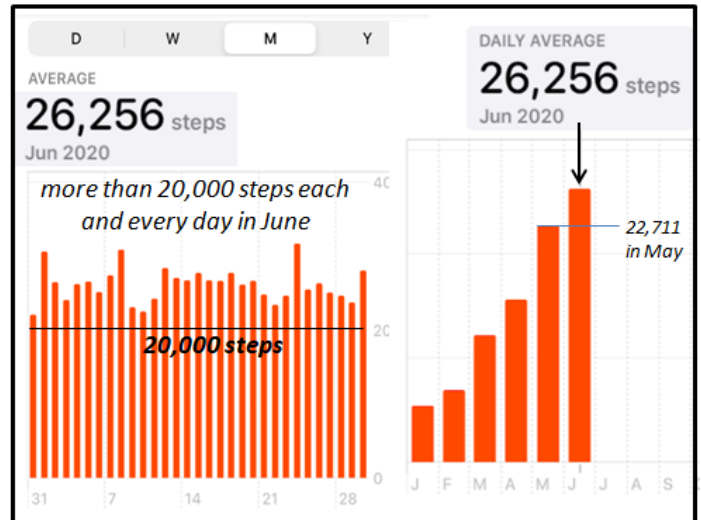 D W M Y
AVERAGE
26,256 steps
Jun 2020
more than 20,000 steps each
and every day in June
40
20
20,000 steps
0
31 7 14 21 28
DAILY AVERAGE
26,256 steps
Jun 2020
22,711
in May
J F M A M J J A S